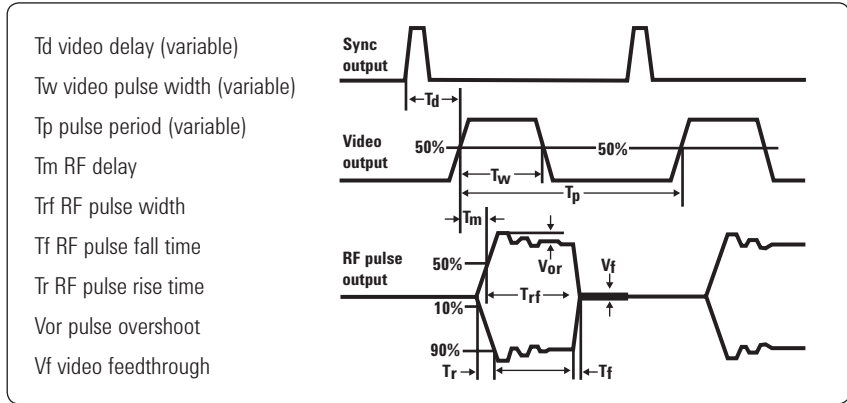 Td video delay (variable)
Tw video pulse width (variable)
Tp pulse period (variable)
Tm RF delay
Trf RF pulse width
Tf RF pulse fall time
Tr RF pulse rise time
Vor pulse overshoot
Vf video feedthrough
Sync
output
Td
Video
output
50%
50%
Tw
Tp
Tm
RF pulse
output
50%
Vor
Vf
Trf
10%
90%
Tr
Tf